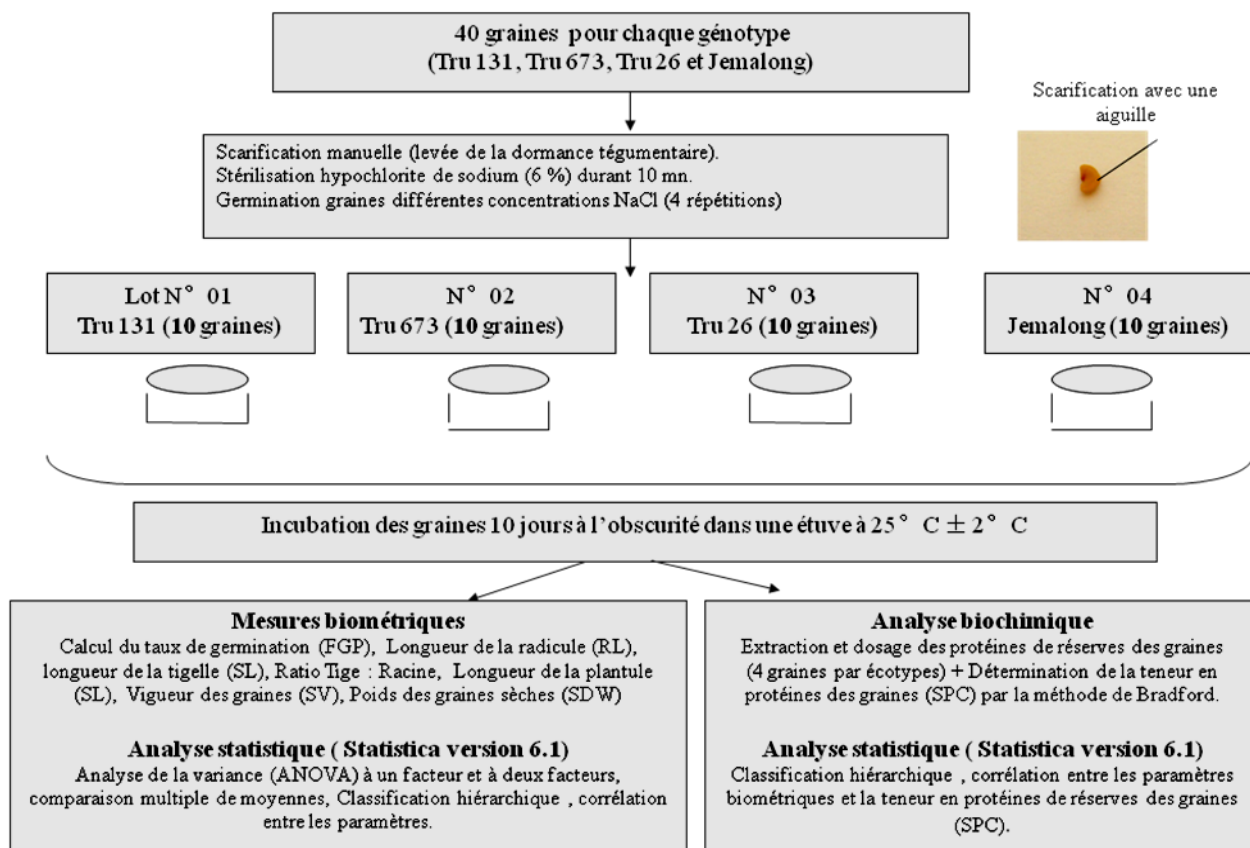 40 graines pour chaque génotype
(Tru 131, Tru 673, Tru 26 et Jemalong)
Scarification avec une
aiguille
Scarification manuelle (levée de la dormance tégumentaire).
Stérilisation hypochlorite de sodium (6 %) durant 10 mn.
Germination graines différentes concentrations NaCl (4 répétitions)
Lot N° 01
Tru 131 (10 graines)
N° 02
Tru 673 (10 graines)
N° 03
Tru 26 (10 graines)
N° 04
Jemalong (10 graines)
Incubation des graines 10 jours à l'obscurité dans une étuve à 25° C ± 2° C
Mesures biométriques
Calcul du taux de germination (FGP), Longueur de la radicule (RL),
longueur de la tigelle (SL), Ratio Tige : Racine, Longueur de la plantule
(SL), Vigueur des graines (SV), Poids des graines sèches (SDW)
Analyse statistique ( Statistica version 6.1)
Analyse de la variance (ANOVA) à un facteur et à deux facteurs,
comparaison multiple de moyennes, Classification hiérarchique , corrélation
entre les paramètres.
Analyse biochimique
Extraction et dosage des protéines de réserves des graines
(4 graines par écotypes) + Détermination de la teneur en
protéines des graines (SPC) par la méthode de Bradford.
Analyse statistique ( Statistica version 6.1)
Classification hiérarchique , corrélation entre les paramètres
biométriques et la teneur en protéines de réserves des graines
(SPC).